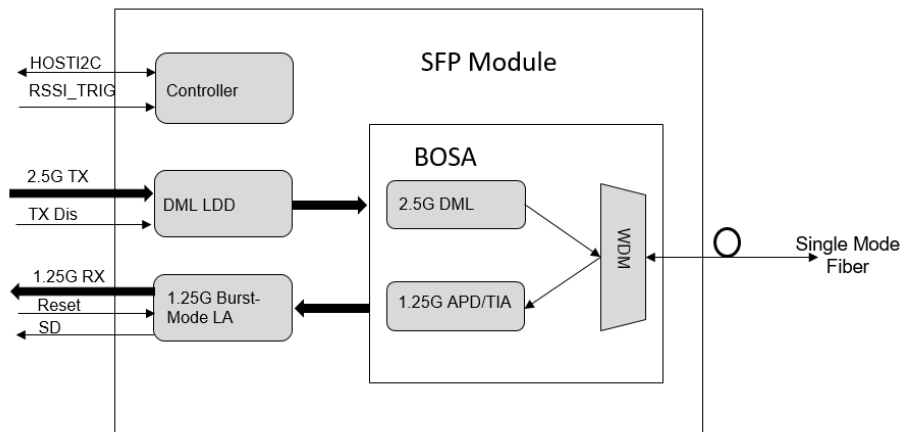 SFP Module
HOSTI2C
RSSI_TRIG
Controller
BOSA
2.5G TX
TX Dis
DML LDD
2.5G DML
WDM
Single Mode
Fiber
1.25G RX
Reset
SD
1.25G Burst-
Mode LA
1.25G APD/TIA